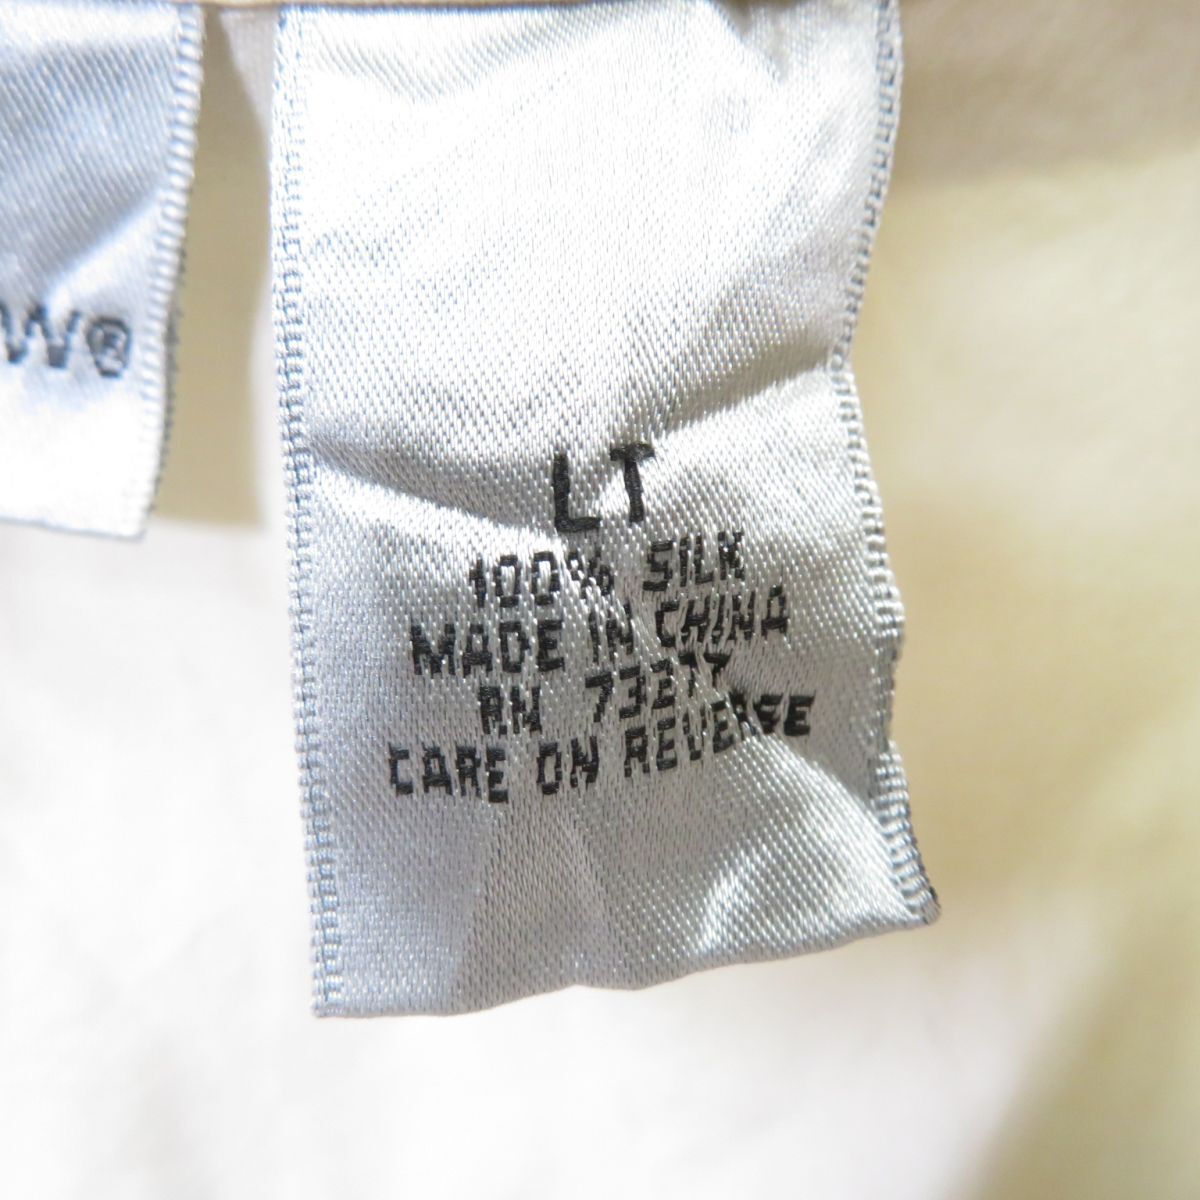 W®
LT
100% SILK
MADE IN CHINA
RN 73277
CARE ON REVERSE